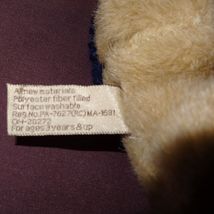 All new materials
Polyester fiber filled
Surface washable
Reg.No.PA-7627(RC) MA-1681
OH-20272
For ages 3 years & up